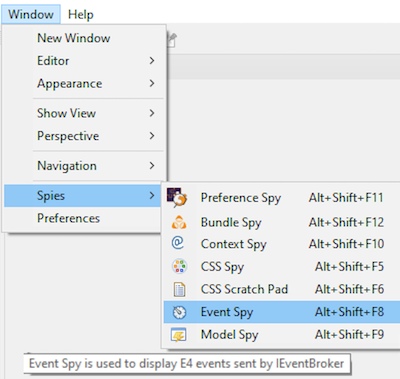 Window Help
New Window
Editor
Appearance
Show View
Perspective
Navigation
Spies
Preferences
Preference Spy Alt+Shift+F11
Bundle Spy Alt+Shift+F12
Context Spy Alt+Shift+F10
CSS Spy Alt+Shift+F5
CSS Scratch Pad Alt+Shift+F6
Event Spy Alt+Shift+F8
Model Spy Alt+Shift+F9
Event Spy is used to display E4 events sent by IEventBroker